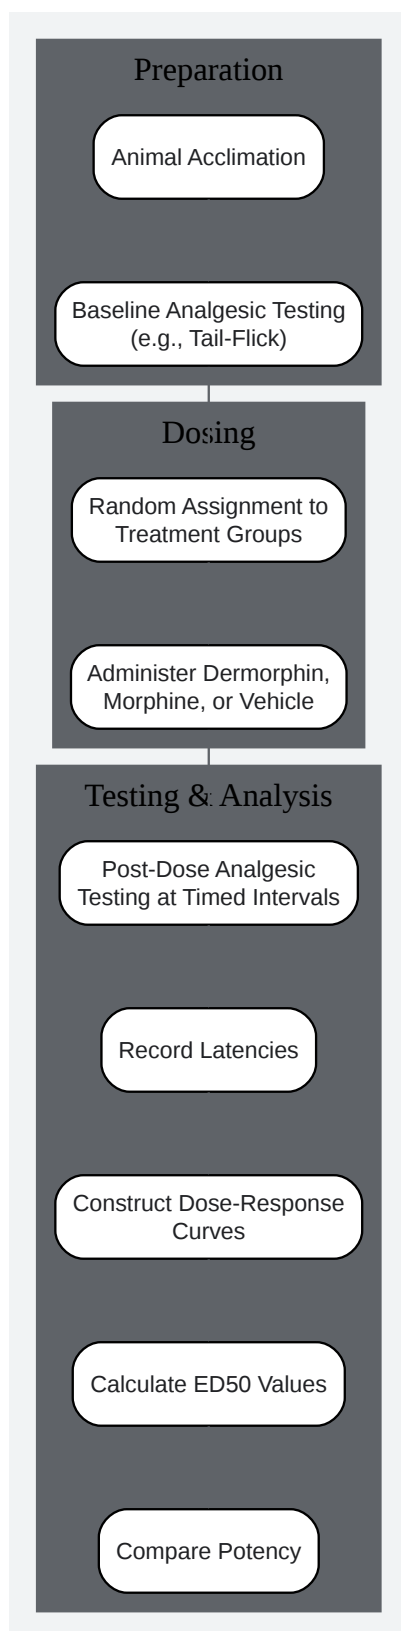 Preparation
Animal Acclimation
Baseline Analgesic Testing
(e.g., Tail-Flick)
Dosing
Random Assignment to
Treatment Groups
Administer Dermorphin,
Morphine, or Vehicle
Testing & Analysis
Post-Dose Analgesic
Testing at Timed Intervals
Record Latencies
Construct Dose-Response
Curves
Calculate ED50 Values
Compare Potency